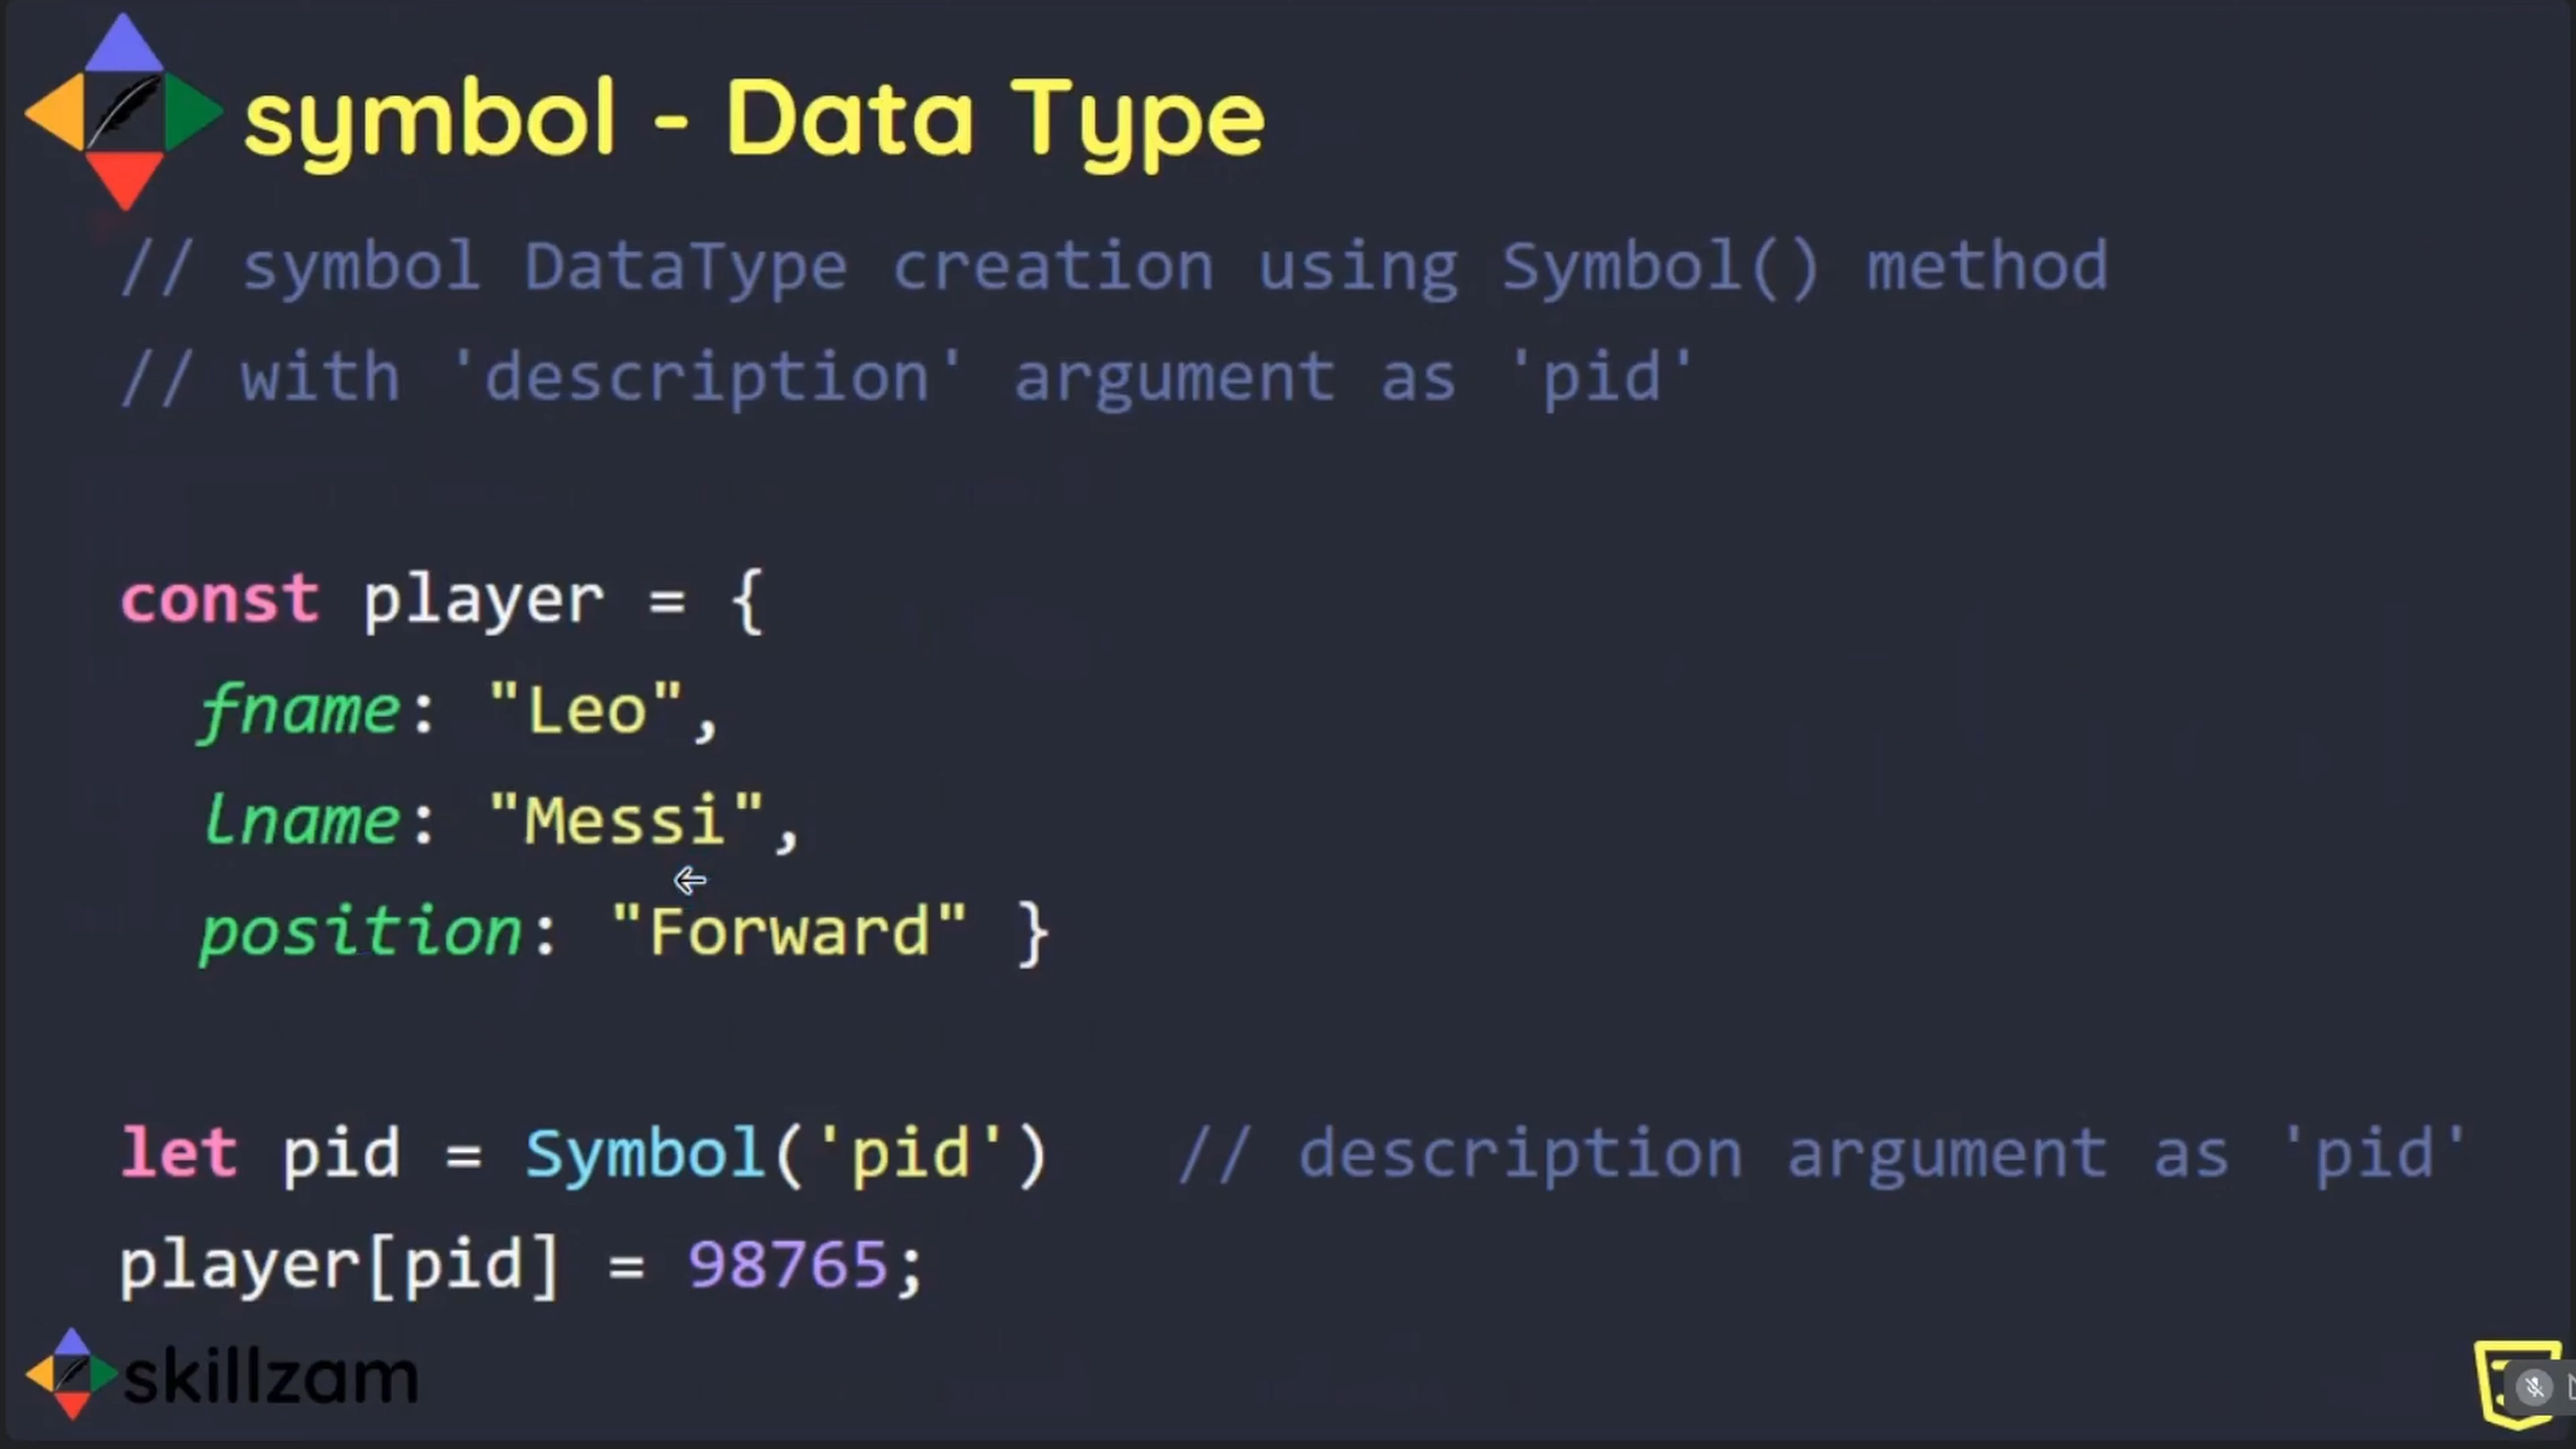 symbol - Data Type
// symbol DataType creation using Symbol() method
// with 'description' argument as 'pid'
const player = {
fname: "Leo",
lname: "Messi",
position: "Forward" }
let pid = Symbol('pid') // description argument as 'pid'
player[pid] = 98765;
skillzam